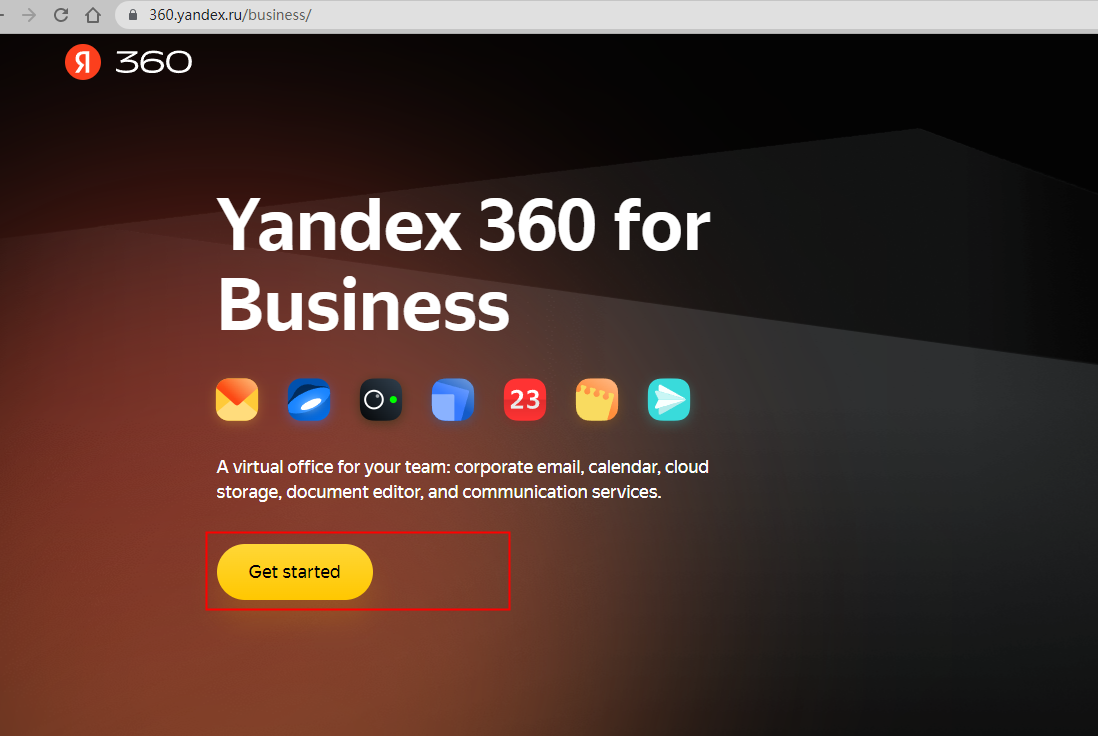 360.yandex.ru/business/
Я 360
Yandex 360 for
Business
23
A virtual office for your team: corporate email, calendar, cloud
storage, document editor, and communication services.
Get started